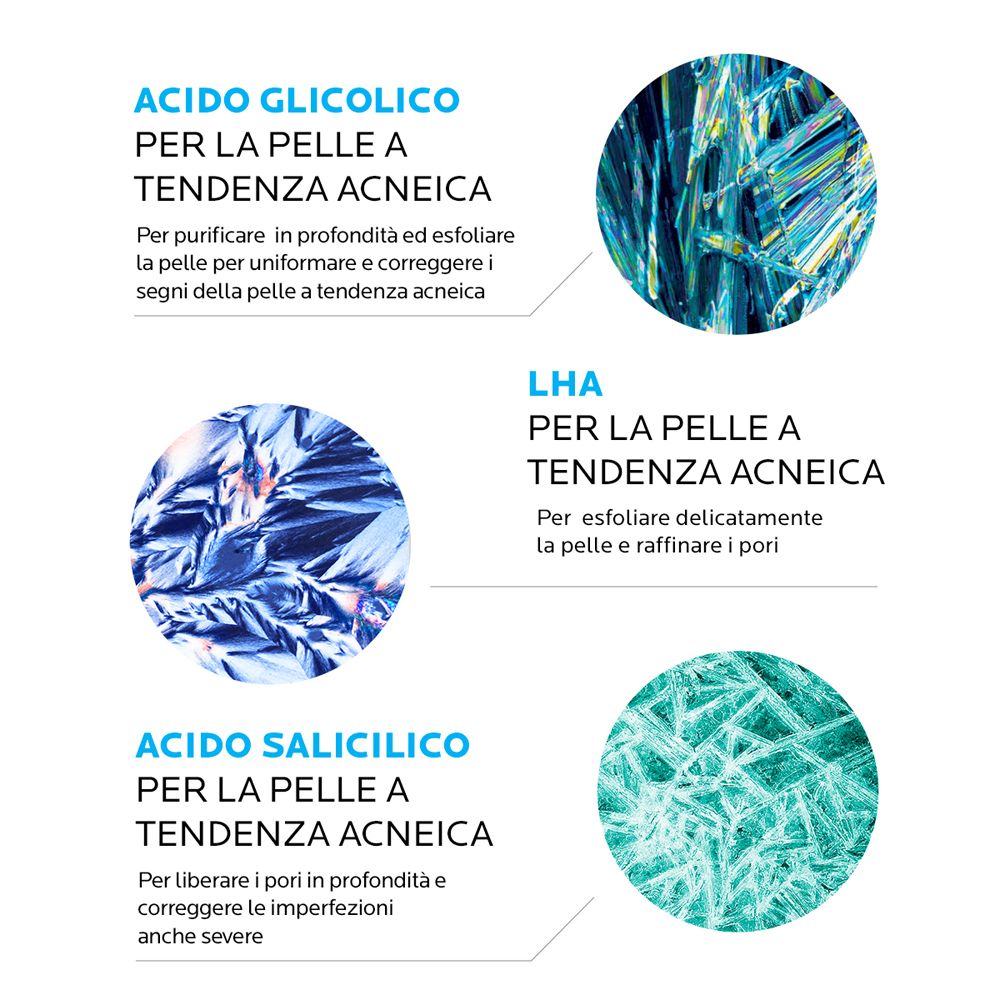 ACIDO GLICOLICO
PER LA PELLE A
TENDENZA ACNEICA
Per purificare in profondità ed esfoliare
la pelle per uniformare e correggere i
segni della pelle a tendenza acneica
LHA
PER LA PELLE A
TENDENZA ACNEICA
Per esfoliare delicatamente
la pelle e raffinare i pori
ACIDO SALICILICO
PER LA PELLE A
TENDENZA ACNEICA
Per liberare i pori in profondità e
correggere le imperfezioni
anche severe